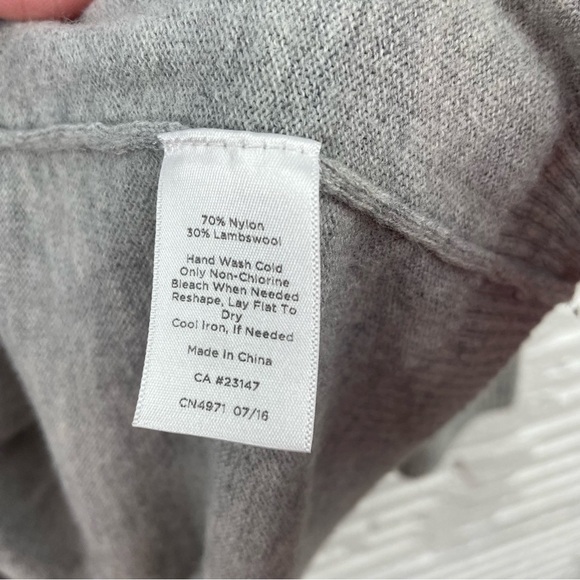 70% Nylon
30% Lambswool
Hand Wash Cold
Only Non-Chlorine
Bleach When Needed
Reshape, Lay Flat To
Dry
Cool Iron, If Needed
Made In China
CA #23147
CN4971 07/16